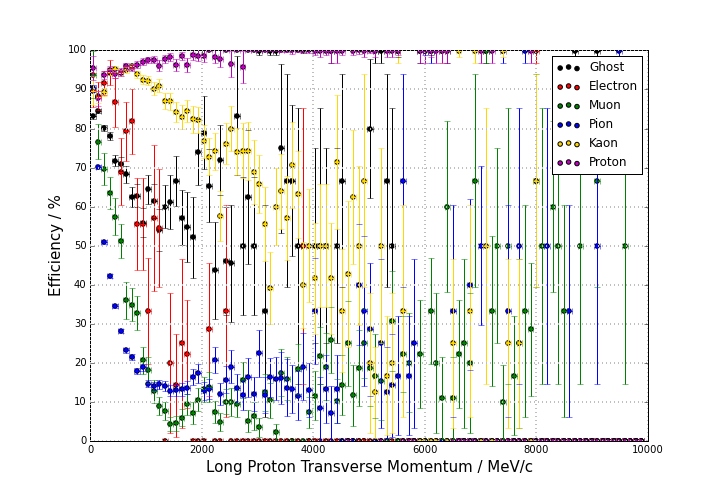 100
90
80
70
60
50
40
30
20
10
0
Efficiency / %
Ghost
Electron
Muon
Pion
Kaon
Proton
0 2000 4000 6000 8000 10000
Long Proton Transverse Momentum / MeV/c